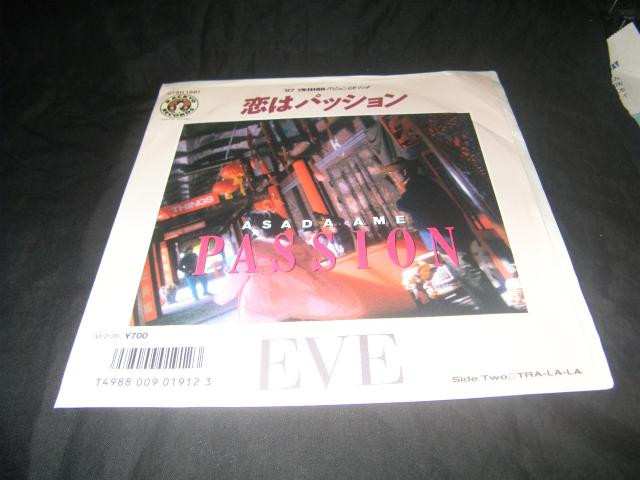 恋はパッション
THINGS
ASADA AME
PASSION
¥700
EVE
T4988 009 01912 3
Side Two□TRA-LA-LA